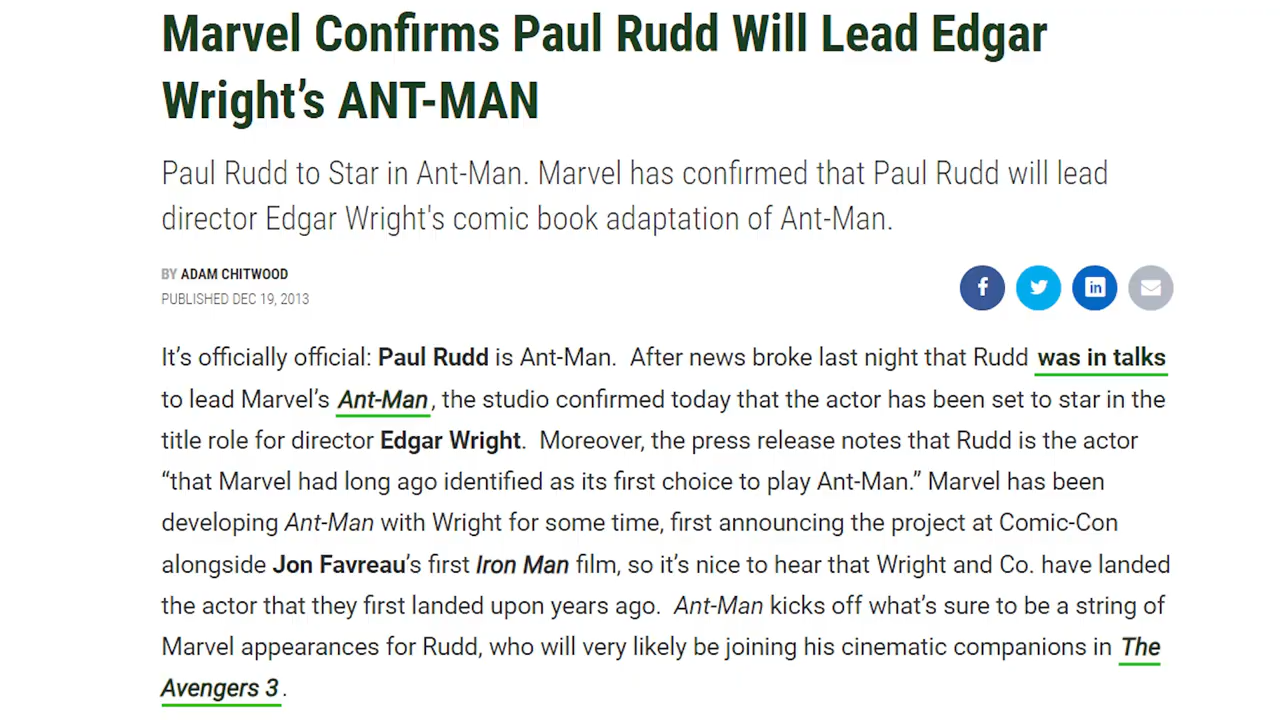 Marvel Confirms Paul Rudd Will Lead Edgar
Wright’s ANT-MAN
Paul Rudd to Star in Ant-Man. Marvel has confirmed that Paul Rudd will lead
director Edgar Wright's comic book adaptation of Ant-Man.
BY ADAM CHITWOOD
PUBLISHED DEC 19, 2013
It’s officially official: Paul Rudd is Ant-Man.  After news broke last night that Rudd was in talks
to lead Marvel’s Ant-Man, the studio confirmed today that the actor has been set to star in the
title role for director Edgar Wright.  Moreover, the press release notes that Rudd is the actor
“that Marvel had long ago identified as its first choice to play Ant-Man.” Marvel has been
developing Ant-Man with Wright for some time, first announcing the project at Comic-Con
alongside Jon Favreau’s first Iron Man film, so it’s nice to hear that Wright and Co. have landed
the actor that they first landed upon years ago.  Ant-Man kicks off what’s sure to be a string of
Marvel appearances for Rudd, who will very likely be joining his cinematic companions in The
Avengers 3.